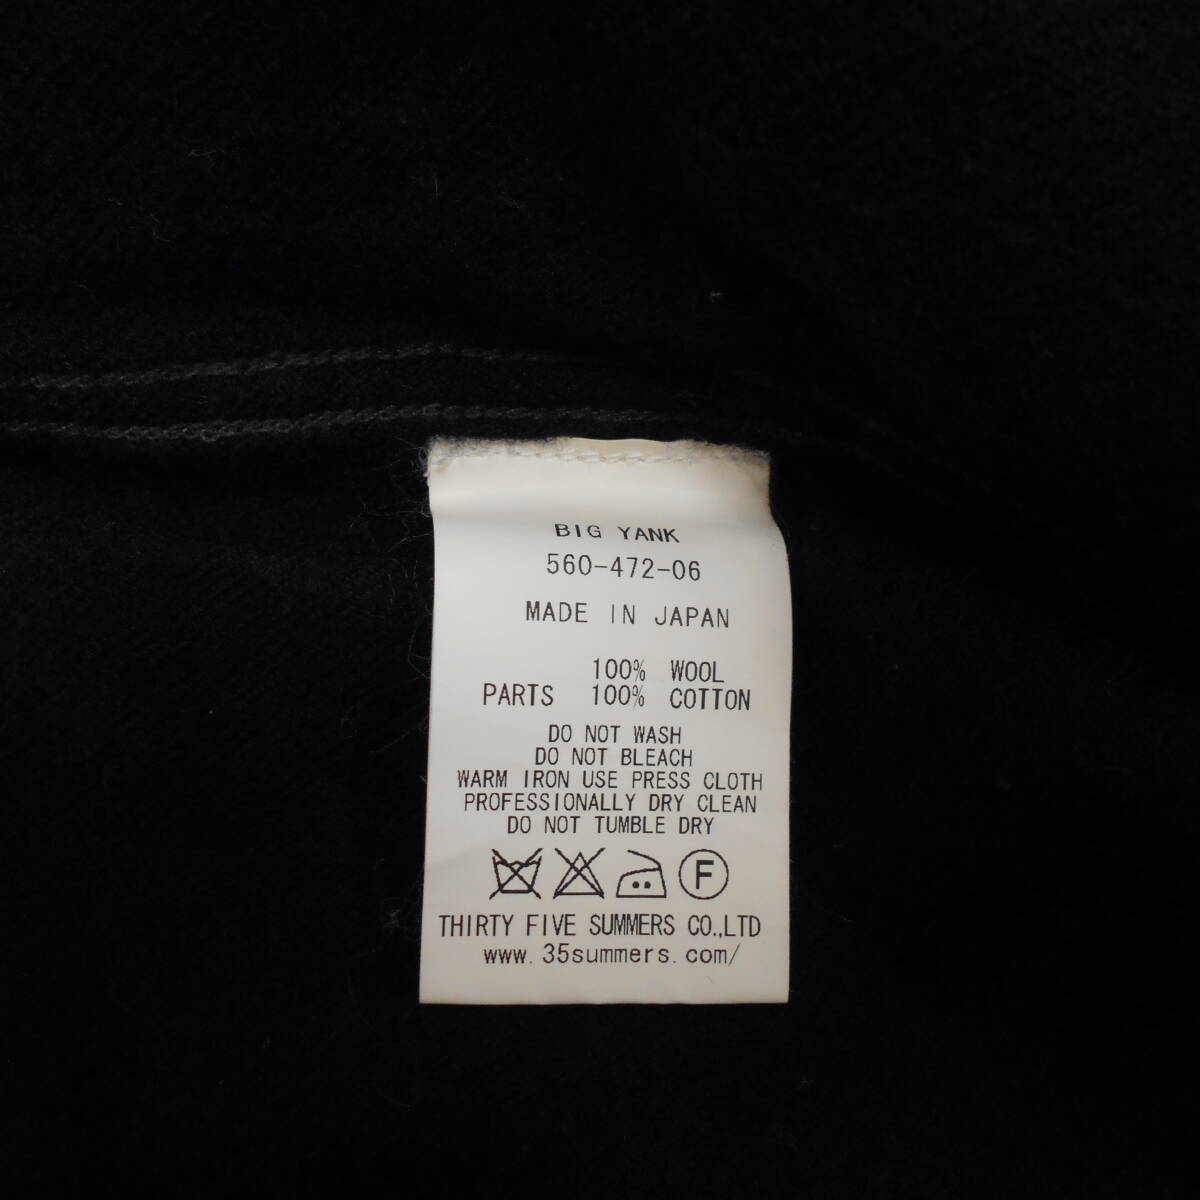 BIG YANK
560-472-06
MADE IN JAPAN
100% WOOL
PARTS 100% COTTON
DO NOT WASH
DO NOT BLEACH
WARM IRON USE PRESS CLOTH
PROFESSIONALLY DRY CLEAN
DO NOT TUMBLE DRY
F
THIRTY FIVE SUMMERS CO.,LTD
www.35summers.com/